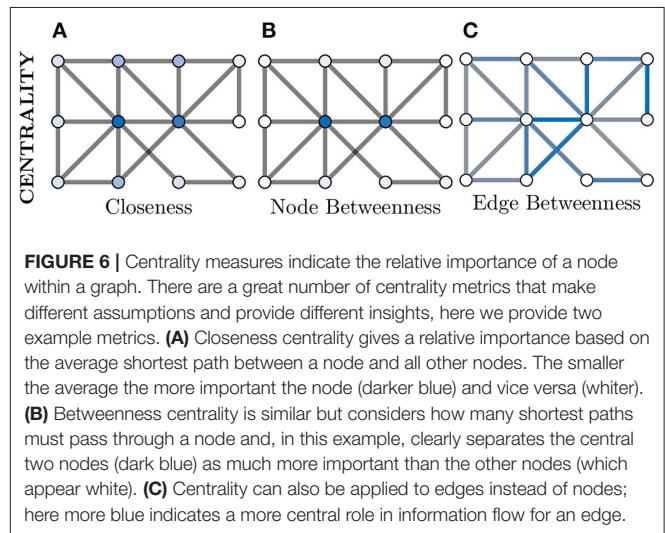 A
B
C
CENTRALITY
Closeness
Node Betweenness
Edge Betweenness
FIGURE 6 | Centrality measures indicate the relative importance of a node
within a graph. There are a great number of centrality metrics that make
different assumptions and provide different insights, here we provide two
example metrics. (A) Closeness centrality gives a relative importance based on
the average shortest path between a node and all other nodes. The smaller
the average the more important the node (darker blue) and vice versa (whiter).
(B) Betweenness centrality is similar but considers how many shortest paths
must pass through a node and, in this example, clearly separates the central
two nodes (dark blue) as much more important than the other nodes (which
appear white). (C) Centrality can also be applied to edges instead of nodes;
here more blue indicates a more central role in information flow for an edge.